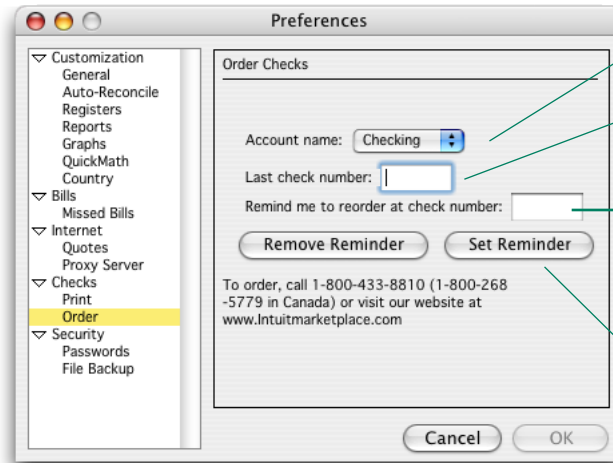 Preferences
Customization
General
Auto-Reconcile
Registers
Reports
Graphs
QuickMath
Country
Bills
Missed Bills
Internet
Quotes
Proxy Server
Checks
Print
Order
Security
Passwords
File Backup
Order Checks
Account name: Checking
Last check number:
Remind me to reorder at check number:
Remove Reminder Set Reminder
To order, call 1-800-433-8810 (1-800-268
-5779 in Canada) or visit our website at
www.Intuitmarketplace.com
Cancel OK